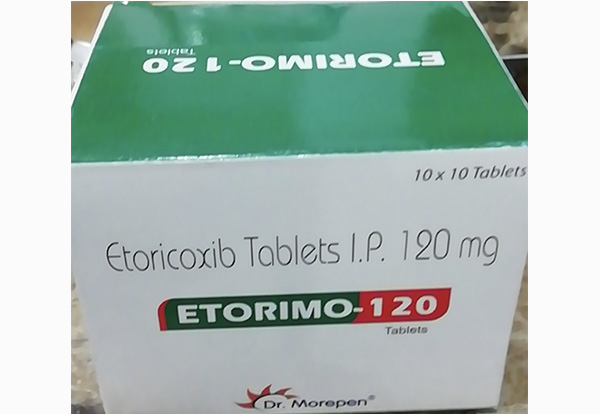 ETORIMO-120
Tablets
10 x 10 Tablets
Etoricoxib Tablets I.P. 120 mg
ETORIMO-120
Tablets
Dr. Morepen®